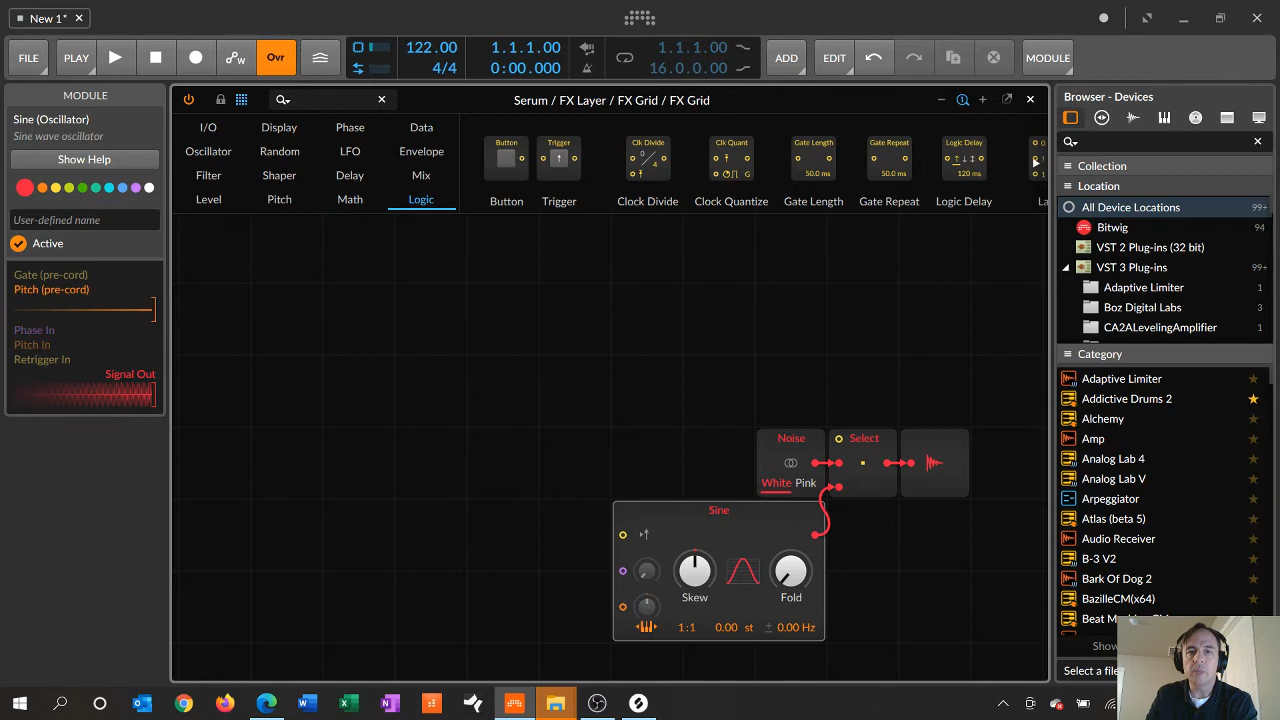 New 1*
FILE
PLAY
Ovr
122.00
4/4
1.1.1.00
0:00.000
1.1.1.00
16.0.0.00
ADD
EDIT
MODULE
MODULE
Sine (Oscillator)
Sine wave oscillator
Show Help
User-defined name
Active
Gate (pre-cord)
Pitch (pre-cord)
Phase In
Pitch In
Retrigger In
Signal Out
Serum / FX Layer / FX Grid / FX Grid
I/O Display Phase Data
Oscillator Random LFO Envelope
Filter Shaper Delay Mix
Level Pitch Math Logic
Button Trigger Clk Divide Clk Quant Gate Length Gate Repeat Logic Delay
0
4
G
50.0 ms 50.0 ms 120 ms
Button Trigger Clock Divide Clock Quantize Gate Length Gate Repeat Logic Delay
Noise
White Pink
Select
Sine
Skew
Fold
1:1 0.00 st ± 0.00 Hz
Browser - Devices
Collection
Location
All Device Locations 99+
Bitwig 94
VST 2 Plug-ins (32 bit)
VST 3 Plug-ins 99+
Adaptive Limiter 1
Boz Digital Labs 3
CA2ALevelingAmplifier 1
Category
Adaptive Limiter
Addictive Drums 2
Alchemy
Amp
Analog Lab 4
Analog Lab V
Arpeggiator
Atlas (beta 5)
Audio Receiver
B-3 V2
Bark Of Dog 2
BazilleCM(x64)
Select a file